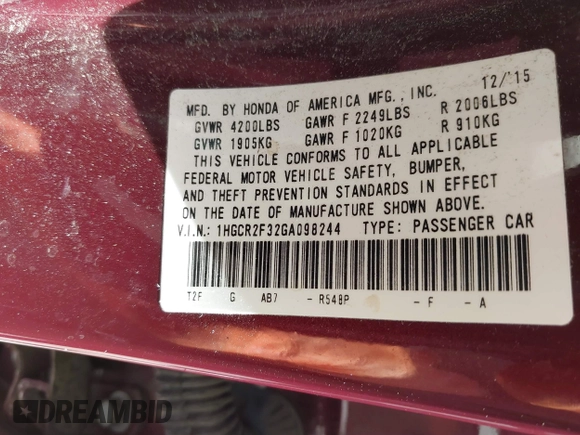 MFD. BY HONDA OF AMERICA MFG., INC. 12/'15
GVWR 4200LBS GAWR F 2249LBS R 2006LBS
GVWR 1905KG GAWR F 1020KG R 910KG
THIS VEHICLE CONFORMS TO ALL APPLICABLE
FEDERAL MOTOR VEHICLE SAFETY, BUMPER,
AND THEFT PREVENTION STANDARDS IN EFFECT
ON THE DATE OF MANUFACTURE SHOWN ABOVE.
V.I.N.: 1HGCR2F32GA098244 TYPE: PASSENGER CAR
T2F G AB7 - R548P - F - A
DREAMBID